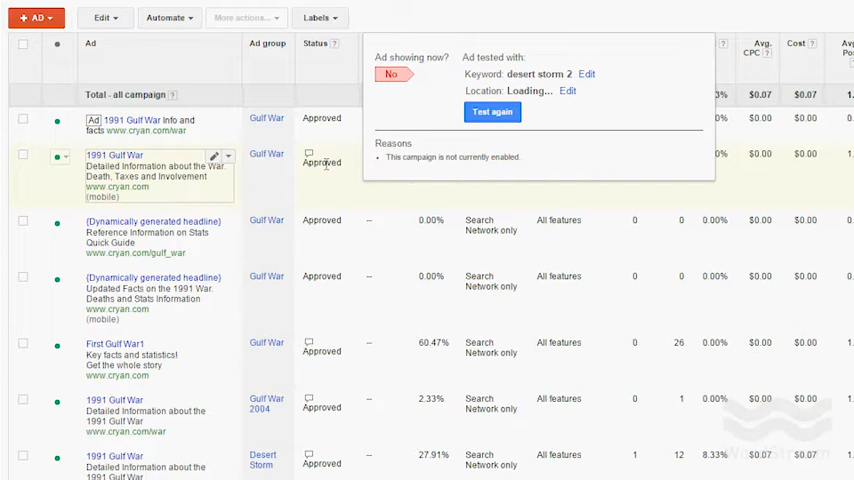 + AD
Edit
Automate
More actions...
Labels
Ad
Ad group
Status ?
Ad showing now?
Ad tested with:
No
Keyword: desert storm 2 Edit
Location: Loading... Edit
Test again
Reasons
This campaign is not currently enabled.
?
Avg.
CPC ?
Cost ?
Avg
Total - all campaign ?
3%
$0.07
$0.07
1.
Ad 1991 Gulf War Info and
facts www.cryan.com/war
Gulf War
Approved
0.00%
$0.00
$0.00
1991 Gulf War
Detailed Information about the War.
Death, Taxes and Involvement
www.cryan.com
(mobile)
Gulf War
Approved
$0.00
$0.00
{Dynamically generated headline}
Reference Information on Stats
Quick Guide
www.cryan.com/gulf_war
Gulf War
Approved
--
0.00%
Search
Network only
All features
0
0
0.00%
$0.00
$0.00
{Dynamically generated headline}
Updated Facts on the 1991 War.
Deaths and Stats Information
www.cryan.com
(mobile)
Gulf War
Approved
--
0.00%
Search
Network only
All features
0
0
0.00%
$0.00
$0.00
First Gulf War1
Key facts and statistics!
Get the whole story
www.cryan.com
Gulf War
Approved
--
60.47%
Search
Network only
All features
0
26
0.00%
$0.00
$0.00
1.
1991 Gulf War
Detailed Information about the
1991 Gulf War
www.cryan.com/war
Gulf War
2004
Approved
--
2.33%
Search
Network only
All features
0
1
0.00%
$0.00
$0.00
1.
1991 Gulf War
Detailed Information about the
1991 Gulf War
Desert
Storm
Approved
--
27.91%
Search
Network only
All features
1
12
8.33%
$0.07
$0.07
1.
WordStream